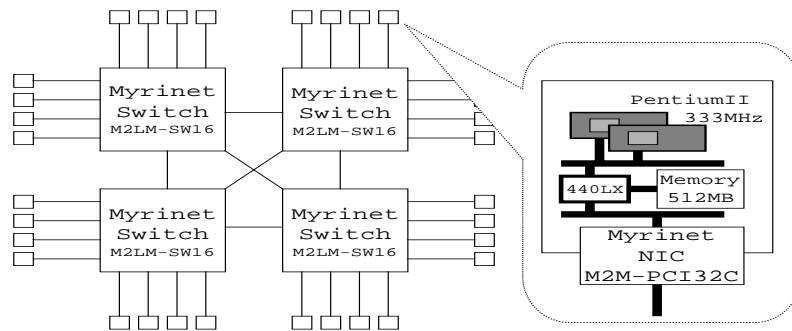 Myrinet
Switch
M2LM-SW16
Myrinet
Switch
M2LM-SW16
Myrinet
Switch
M2LM-SW16
Myrinet
Switch
M2LM-SW16
PentiumII
333MHz
440LX
Memory
512MB
Myrinet
NIC
M2M-PCI32C